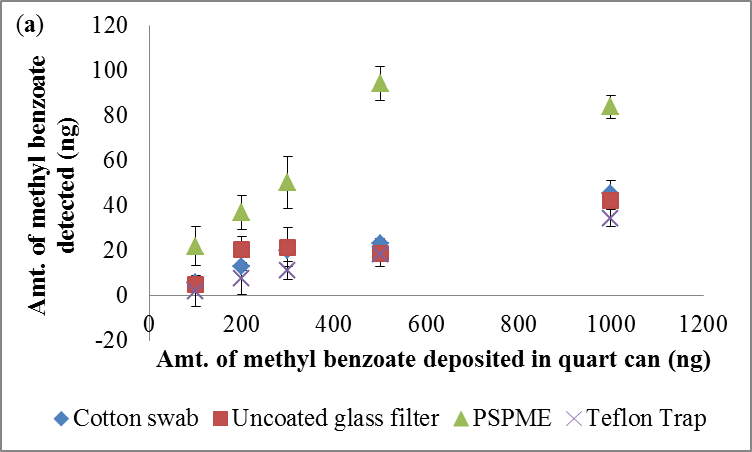 (a)
Amt. of methyl benzoate
detected (ng)
120
100
80
60
40
20
0
-20
0 200 400 600 800 1000 1200
Amt. of methyl benzoate deposited in quart can (ng)
Cotton swab Uncoated glass filter PSPME Teflon Trap